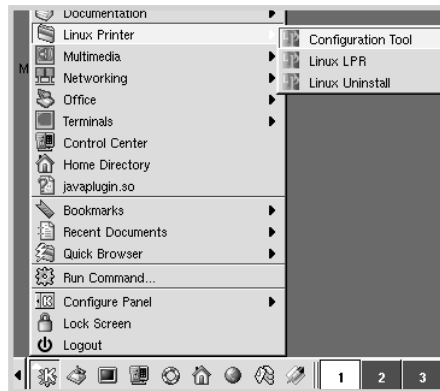 Documentation
Linux Printer
Configuration Tool
M
Multimedia
Linux LPR
Networking
Linux Uninstall
Office
Terminals
Control Center
Home Directory
javaplugin.so
Bookmarks
Recent Documents
Quick Browser
Run Command...
Configure Panel
Lock Screen
Logout
1 2 3